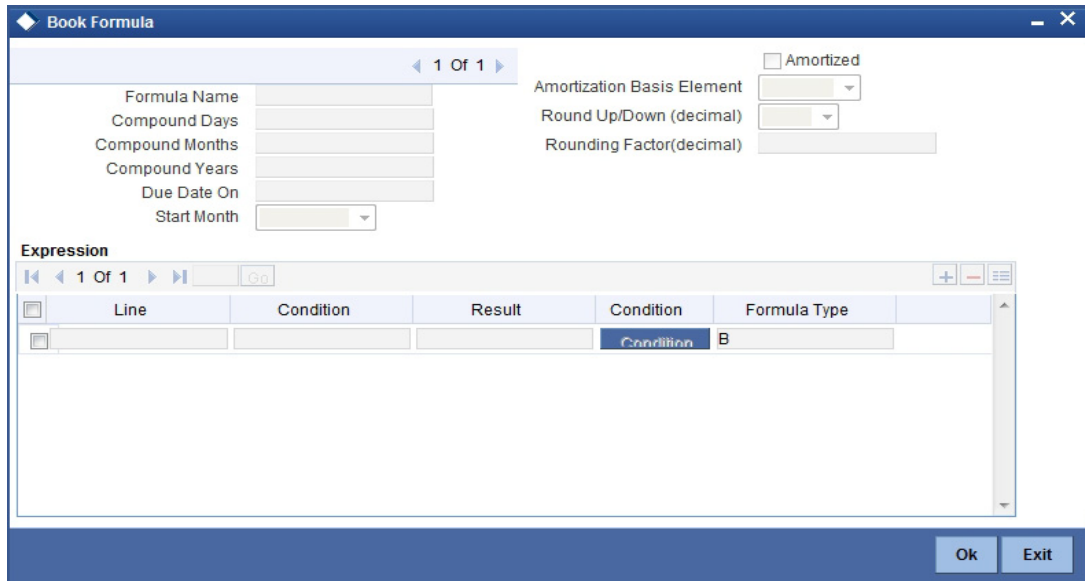 Book Formula
1 Of 1
Formula Name
Compound Days
Compound Months
Compound Years
Due Date On
Start Month
Amortized
Amortization Basis Element
Round Up/Down (decimal)
Rounding Factor(decimal)
Expression
1 Of 1 Go
Line Condition Result Condition Formula Type
Condition B
Ok Exit